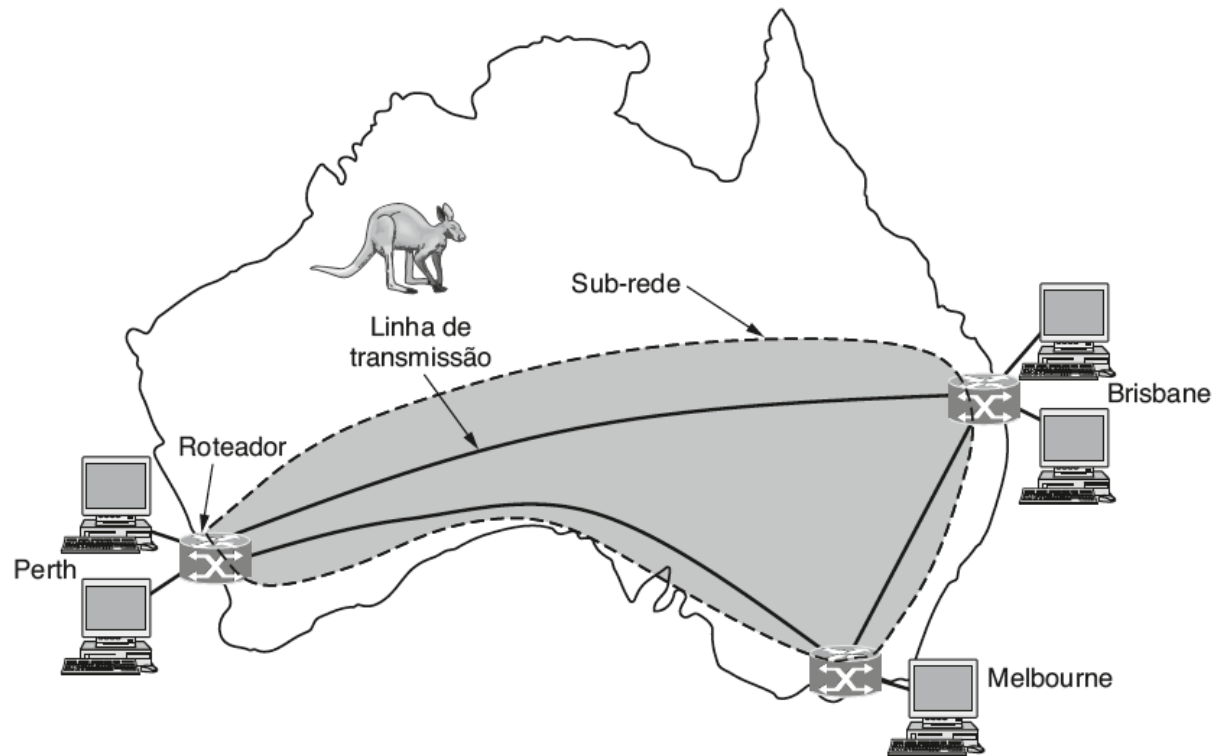 Sub-rede
Linha de
transmissão
Brisbane
Roteador
Perth
Melbourne